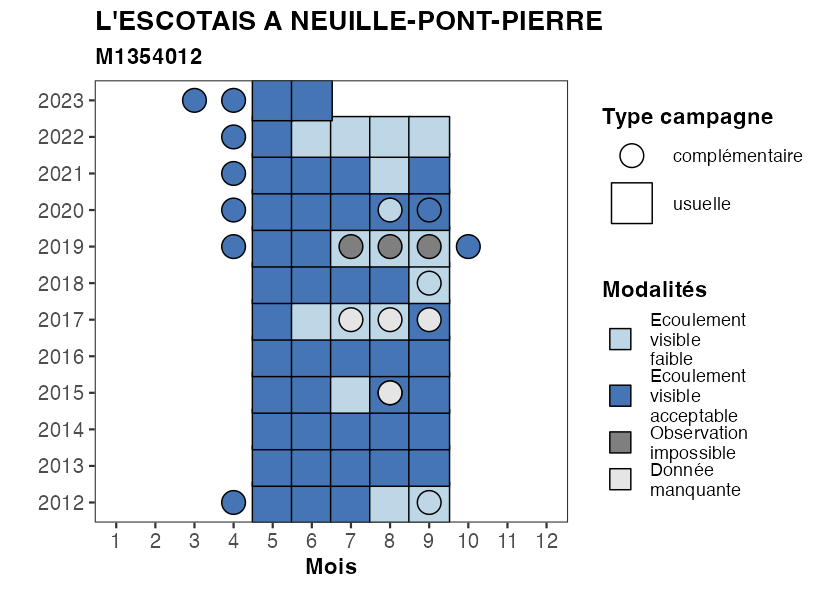 L'ESCOTAIS A NEUILLE-PONT-PIERRE
M1354012
2023
2022
2021
2020
2019
2018
2017
2016
2015
2014
2013
2012
1 2 3 4 5 6 7 8 9 10 11 12
Mois
Type campagne
complémentaire
usuelle
Modalités
Ecoulement
visible
faible
Ecoulement
visible
acceptable
Observation
impossible
Donnée
manquante